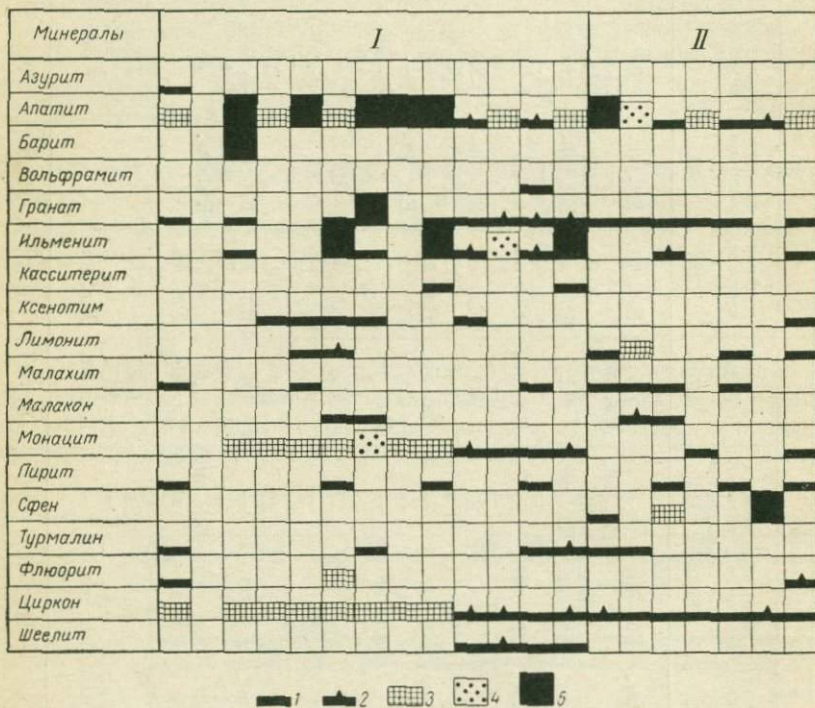 Минералы I II
Азурит
Апатит
Барит
Вольфрамит
Гранат
Ильменит
Касситерит
Ксенотим
Лимонит
Малахит
Малакон
Монацит
Пирит
Сфен
Турмалин
Флюорит
Циркон
Шеелит
1 2 3 4 5